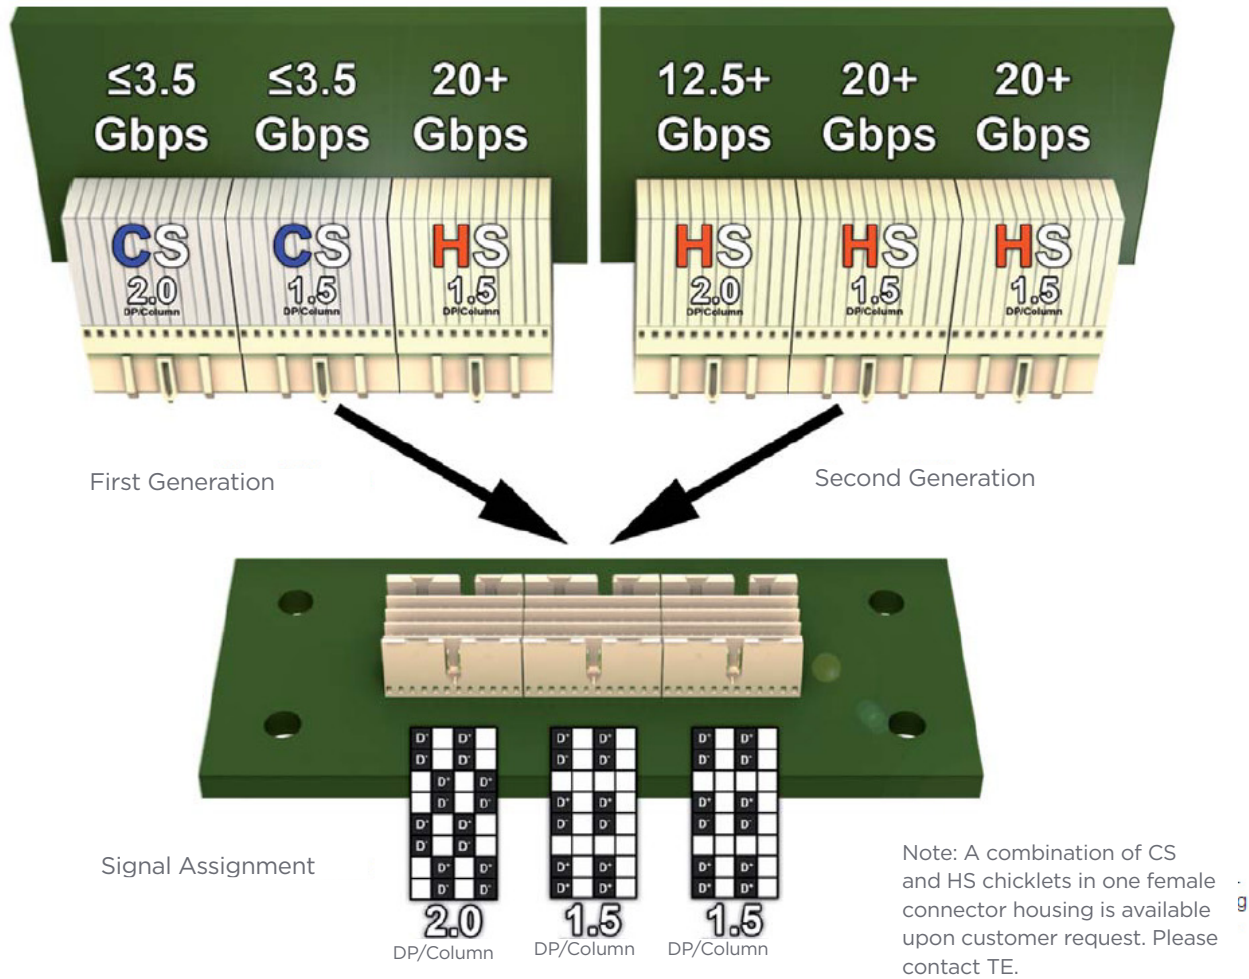 ≤3.5 Gbps
≤3.5 Gbps
20+ Gbps
12.5+ Gbps
20+ Gbps
20+ Gbps
CS
2.0
DP/Column
CS
1.5
DP/Column
HS
1.5
DP/Column
HS
2.0
DP/Column
HS
1.5
DP/Column
HS
1.5
DP/Column
First Generation
Second Generation
Signal Assignment
D+ D+
D- D-
D+ D+
D- D-
D+ D+
D- D-
D+ D+
D- D-
2.0
DP/Column
D+ D+
D- D-
D+ D+
D- D-
D+ D+
D+ D+
1.5
DP/Column
D+ D+
D- D-
D+ D+
D- D-
D+ D+
D+ D+
1.5
DP/Column
Note: A combination of CS
and HS chicklets in one female
connector housing is available
upon customer request. Please
contact TE.
g